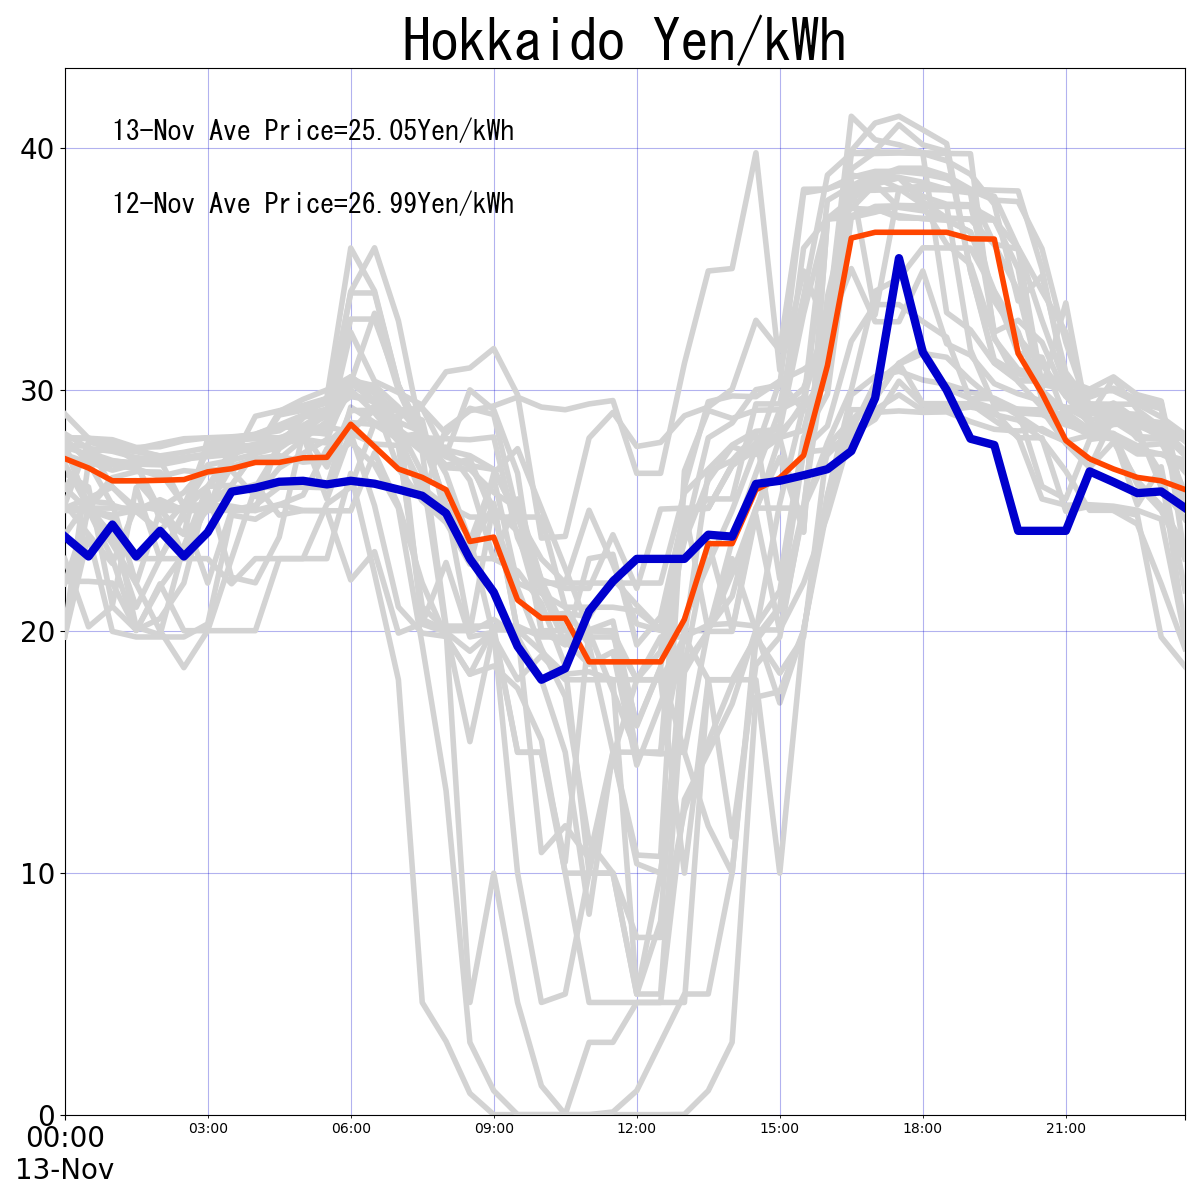 Hokkaido Yen/kWh
13-Nov Ave Price=25.05Yen/kWh
12-Nov Ave Price=26.99Yen/kWh
40
30
20
10
0
00:00 03:00 06:00 09:00 12:00 15:00 18:00 21:00
13-Nov